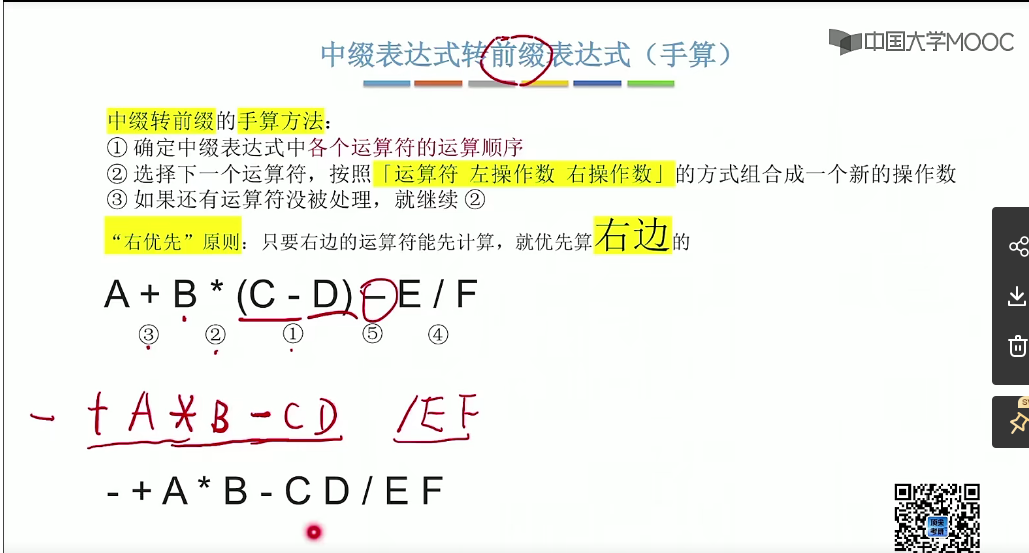 中缀表达式转前缀表达式（手算）
中国大学MOOC
中缀转前缀的手算方法：
① 确定中缀表达式中各个运算符的运算顺序
② 选择下一个运算符，按照「运算符 左操作数 右操作数」的方式组合成一个新的操作数
③ 如果还有运算符没被处理，就继续 ②
“右优先”原则：只要右边的运算符能先计算，就优先算右边的
A + B * (C - D) - E / F
③ ② ① ⑤ ④
- + A * B - C D / E F
- + A * B - C D / E F